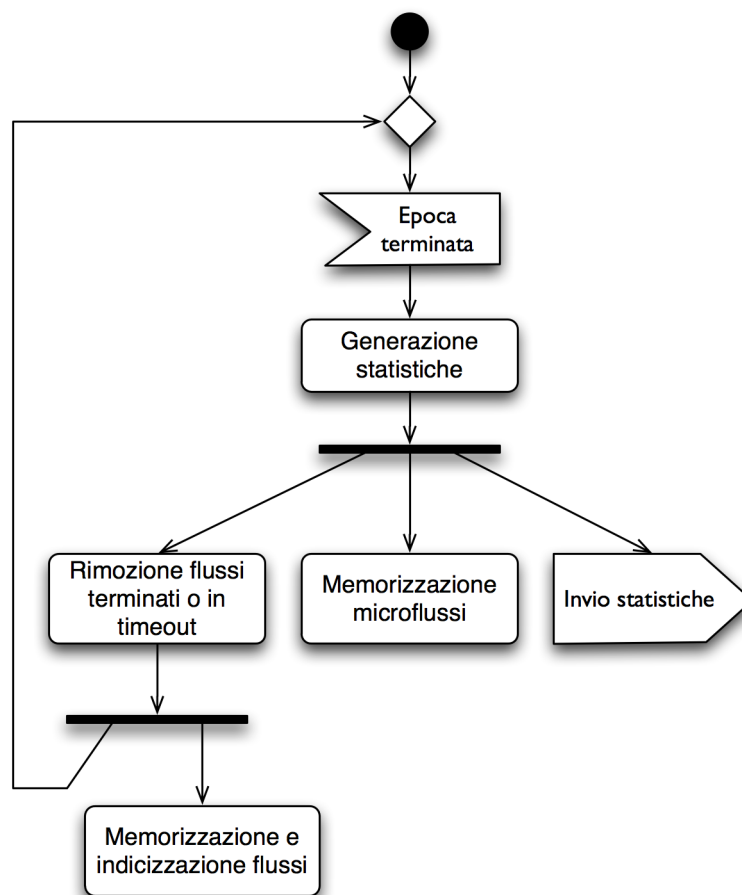 Epoca
terminata
Generazione
statistiche
Rimozione flussi
terminati o in
timeout
Memorizzazione
microflussi
Invio statistiche
Memorizzazione e
indicizzazione flussi